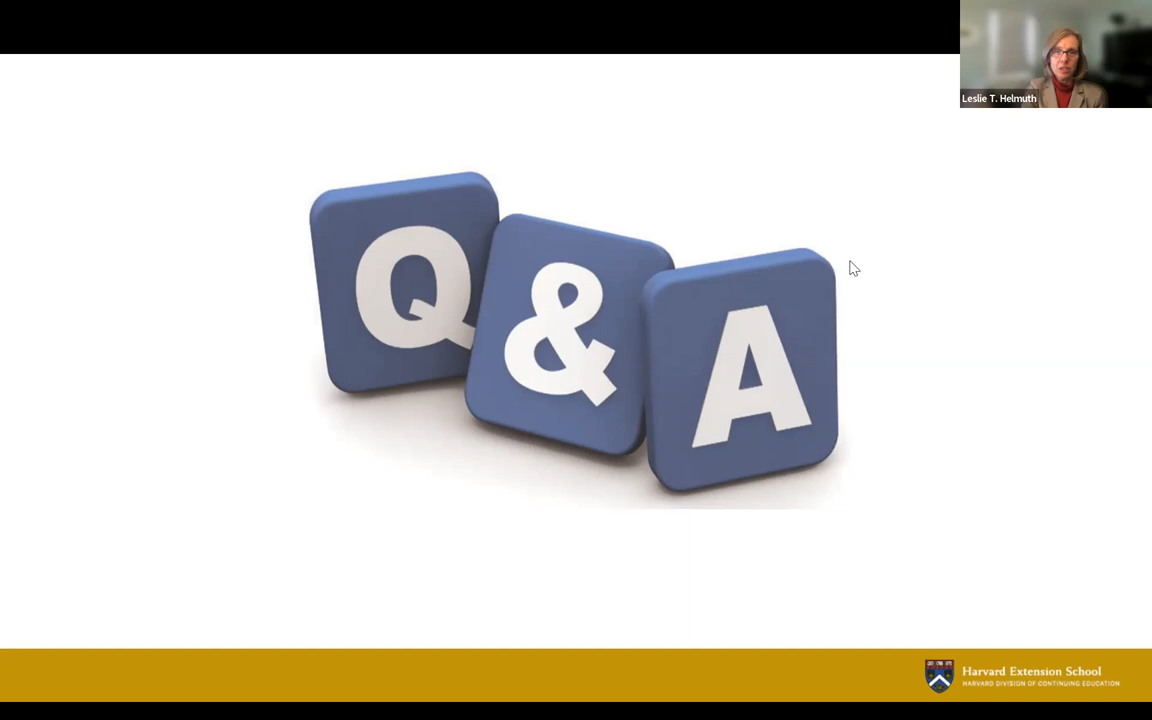 Leslie T. Helmuth
Q & A
Harvard Extension School
HARVARD DIVISION OF CONTINUING EDUCATION